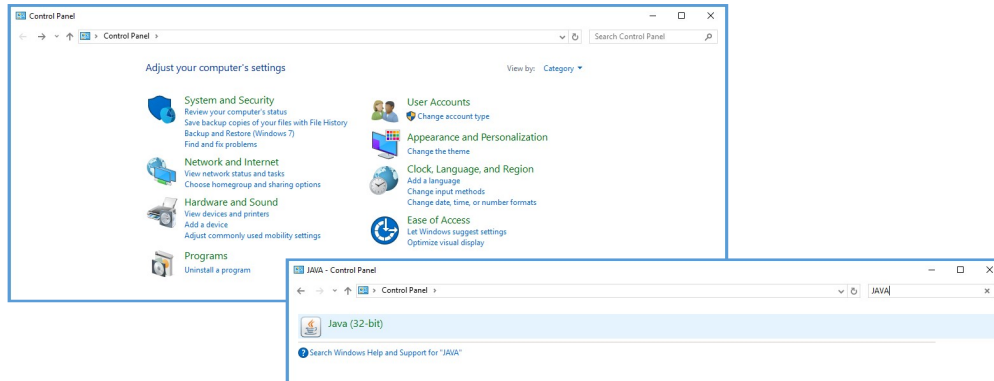 Control Panel
Control Panel
Search Control Panel
Adjust your computer's settings
View by: Category
System and Security
Review your computer's status
Save backup copies of your files with File History
Backup and Restore (Windows 7)
Find and fix problems
Network and Internet
View network status and tasks
Choose homegroup and sharing options
Hardware and Sound
View devices and printers
Add a device
Adjust commonly used mobility settings
Programs
Uninstall a program
User Accounts
Change account type
Appearance and Personalization
Change the theme
Clock, Language, and Region
Add a language
Change input methods
Change date, time, or number formats
Ease of Access
Let Windows suggest settings
Optimize visual display
JAVA - Control Panel
Control Panel
JAVA
Java (32-bit)
Search Windows Help and Support for "JAVA"